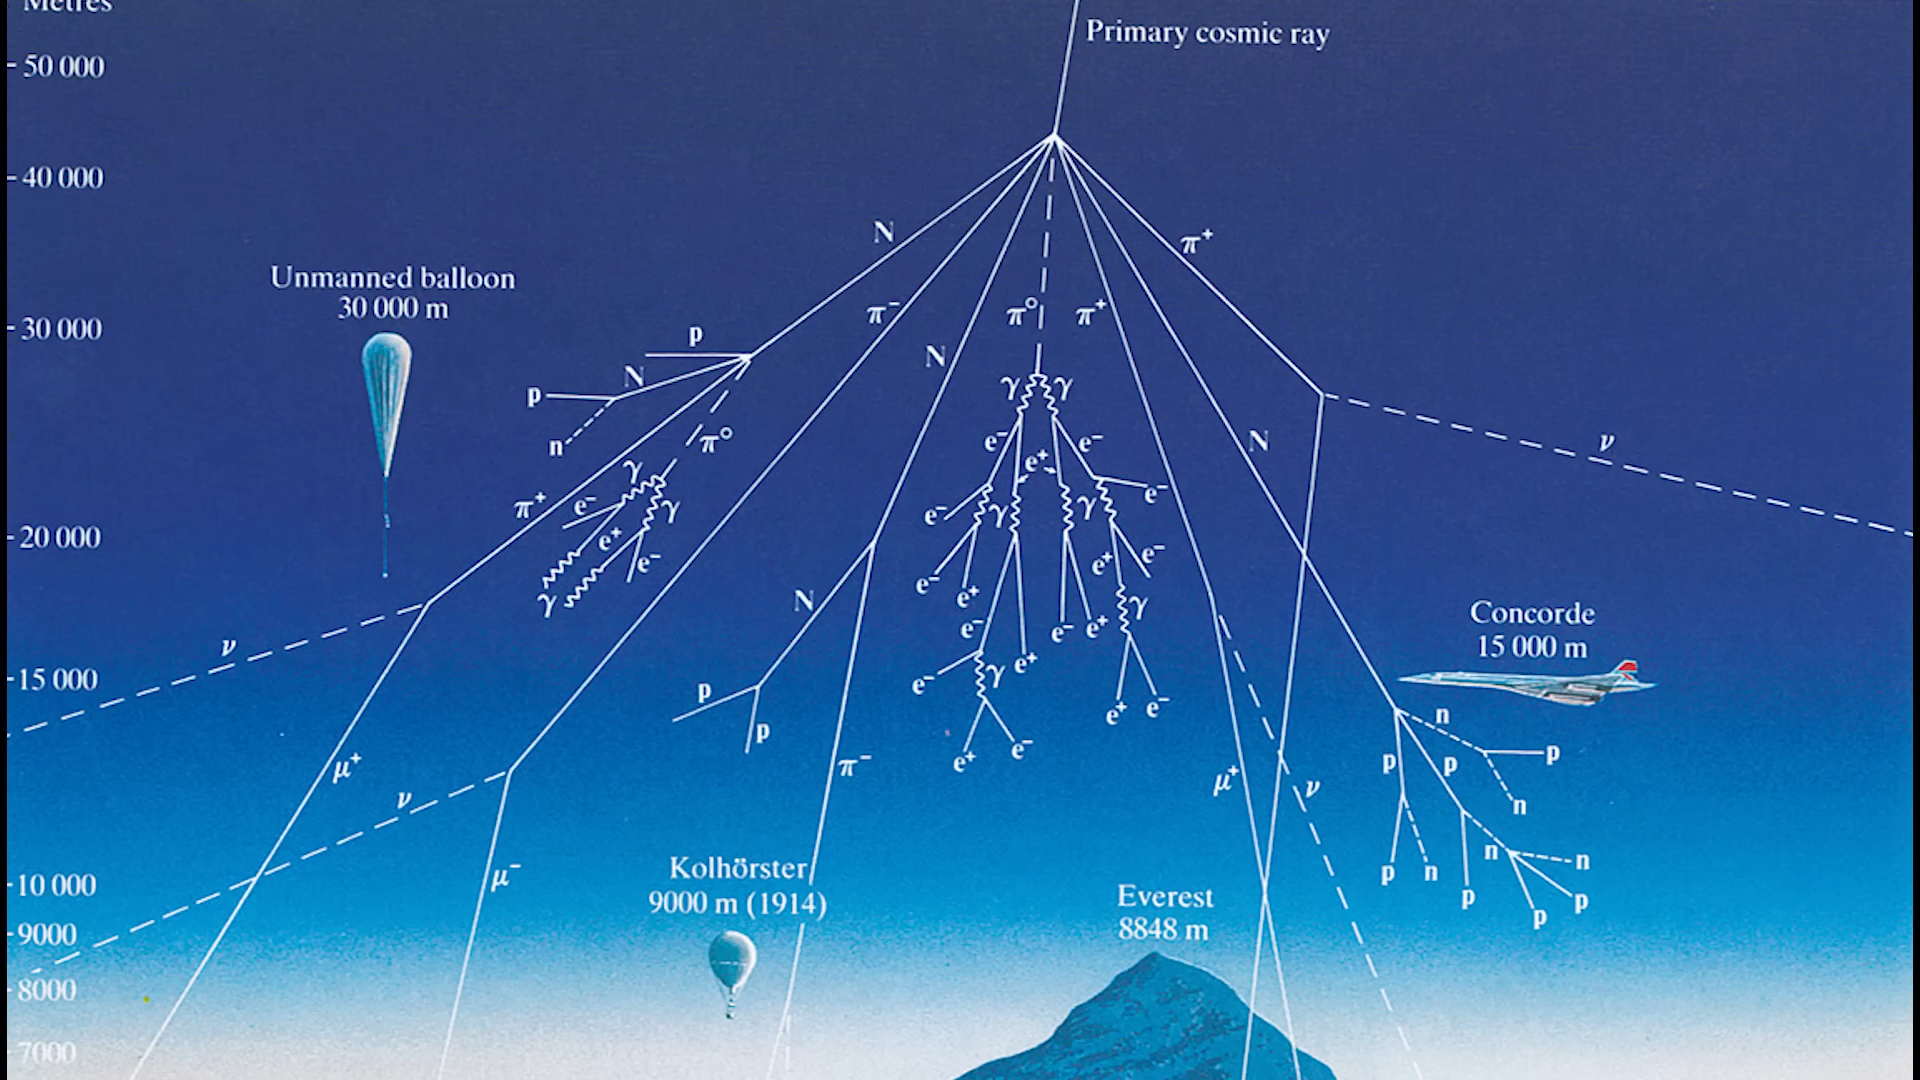 Metres
Primary cosmic ray
50 000
40 000
N
π⁺
Unmanned balloon
30 000 m
π⁻
π°
π⁺
30 000
p
N
N
p
γ
γ
n
π°
e⁻
e⁻
N
ν
γ
e⁺
π⁺
e⁻
γ
e⁻
e⁻
γ
γ
20 000
e⁺
e⁻
e⁻
e⁺
e⁻
γ
N
e⁺
γ
Concorde
15 000 m
e⁻
e⁻
e⁺
ν
e⁺
15 000
p
e⁻
γ
e⁺
e⁻
n
p
μ⁺
e⁺
e⁻
π⁻
p
p
p
μ⁺
ν
ν
n
Kolhörster
9000 m (1914)
μ⁻
p
n
n
n
10 000
Everest
8848 m
p
p
p
9000
8000
7000